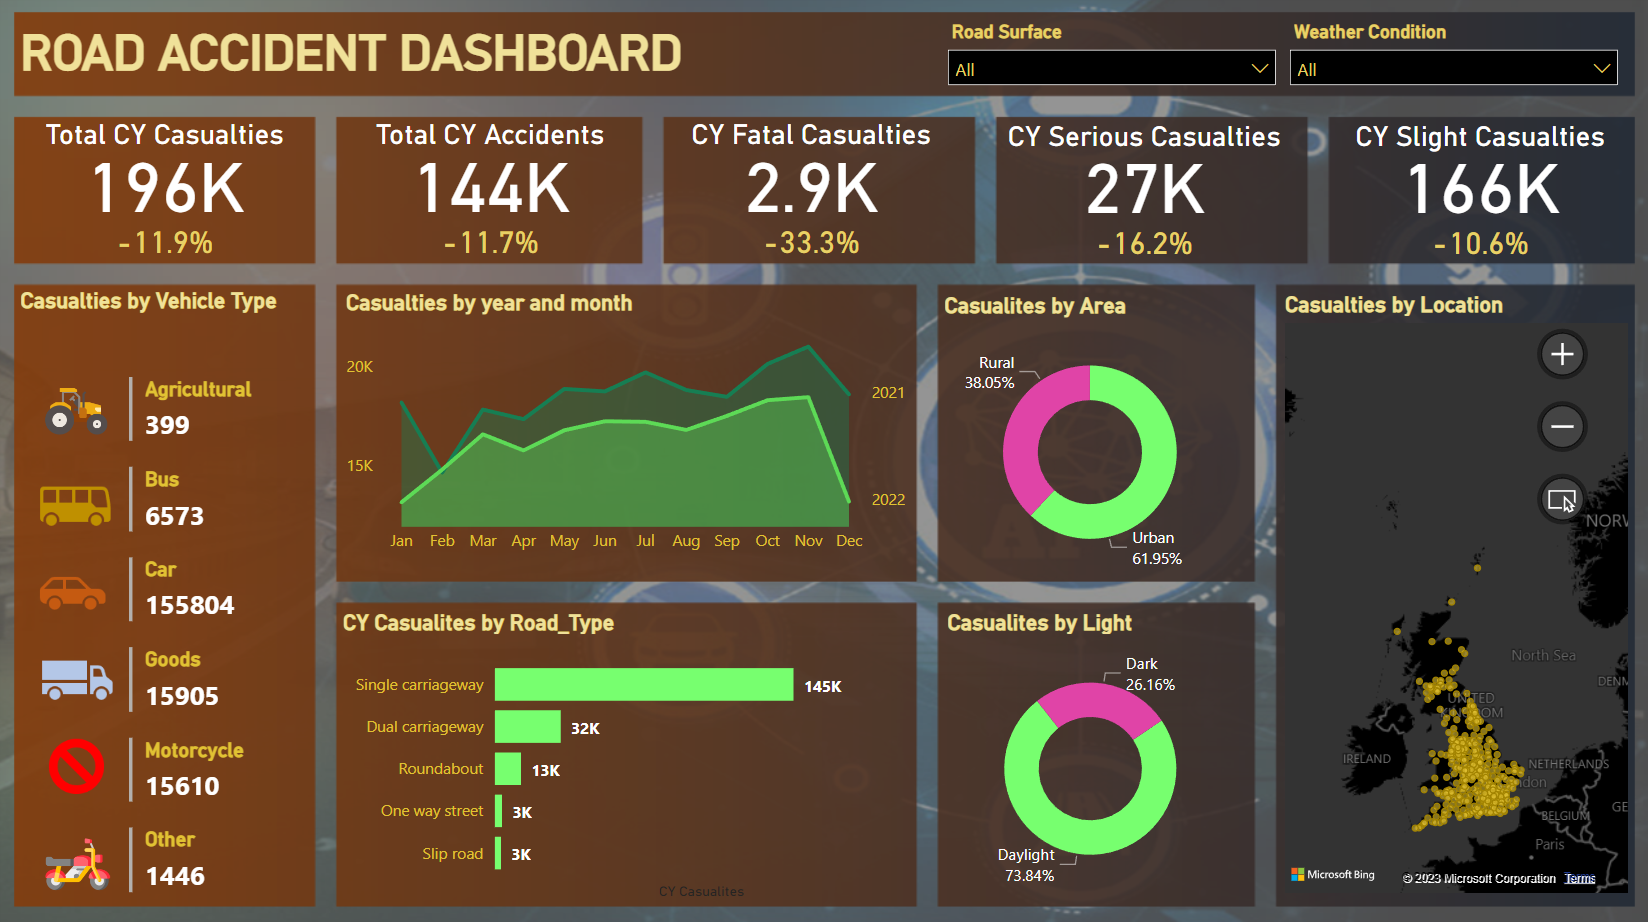 ROAD ACCIDENT DASHBOARD
Road Surface
All
Weather Condition
All
Total CY Casualties
196K
-11.9%
Total CY Accidents
144K
-11.7%
CY Fatal Casualties
2.9K
-33.3%
CY Serious Casualties
27K
-16.2%
CY Slight Casualties
166K
-10.6%
Casualties by Vehicle Type
Agricultural
399
Bus
6573
Car
155804
Goods
15905
Motorcycle
15610
Other
1446
Casualties by year and month
20K
15K
2021
2022
Jan Feb Mar Apr May Jun Jul Aug Sep Oct Nov Dec
CY Casualites by Road_Type
Single carriageway 145K
Dual carriageway 32K
Roundabout 13K
One way street 3K
Slip road 3K
CY Casualites
Casualites by Area
Rural
38.05%
Urban
61.95%
Casualites by Light
Dark
26.16%
Daylight
73.84%
Casualties by Location
NORV
North Sea
DENM
UNITED
KINGDOM
IRELAND
NETHERLANDS
don
BELGIUM
GE
Paris
Microsoft Bing
© 2023 Microsoft Corporation Terms